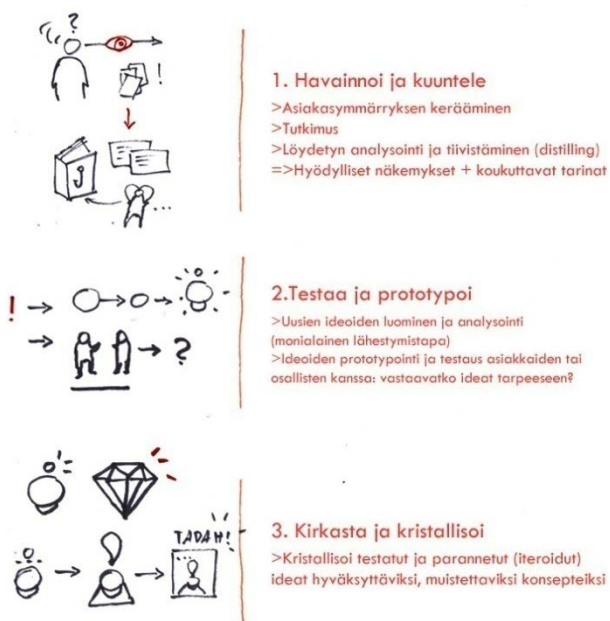 ?
!
J
...
1. Havainnoi ja kuuntele
>Asiakasymmärryksen kerääminen
>Tutkimus
>Löydetyn analysointi ja tiivistäminen (distilling)
=>Hyödylliset näkemykset + koukuttavat tarinat
!
?
2.Testaa ja prototypoi
>Uusien ideoiden luominen ja analysointi
(monialainen lähestymistapa)
>Ideoiden prototypointi ja testaus asiakkaiden tai
osallisten kanssa: vastaavatko ideat tarpeeseen?
TADAH!
3. Kirkasta ja kristallisoi
>Kristallisoi testatut ja parannetut (iteroidut)
ideat hyväksyttäviksi, muistettaviksi konsepteiksi